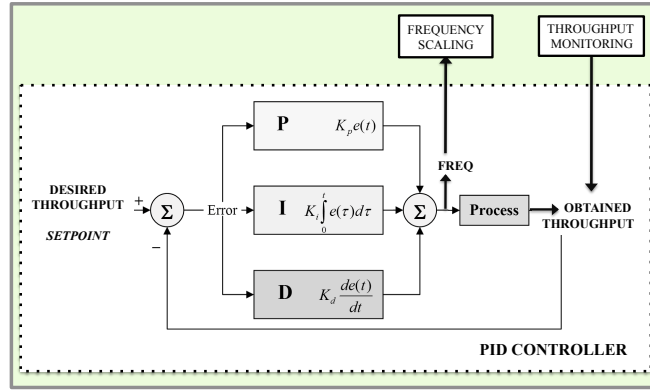 FREQUENCY
SCALING
THROUGHPUT
MONITORING
P K_p e(t)
FREQ
DESIRED
THROUGHPUT
SETPOINT
+
−
Σ
Error
I K_i ∫_0^t e(τ)dτ
Σ
Process
OBTAINED
THROUGHPUT
D K_d de(t)/dt
PID CONTROLLER